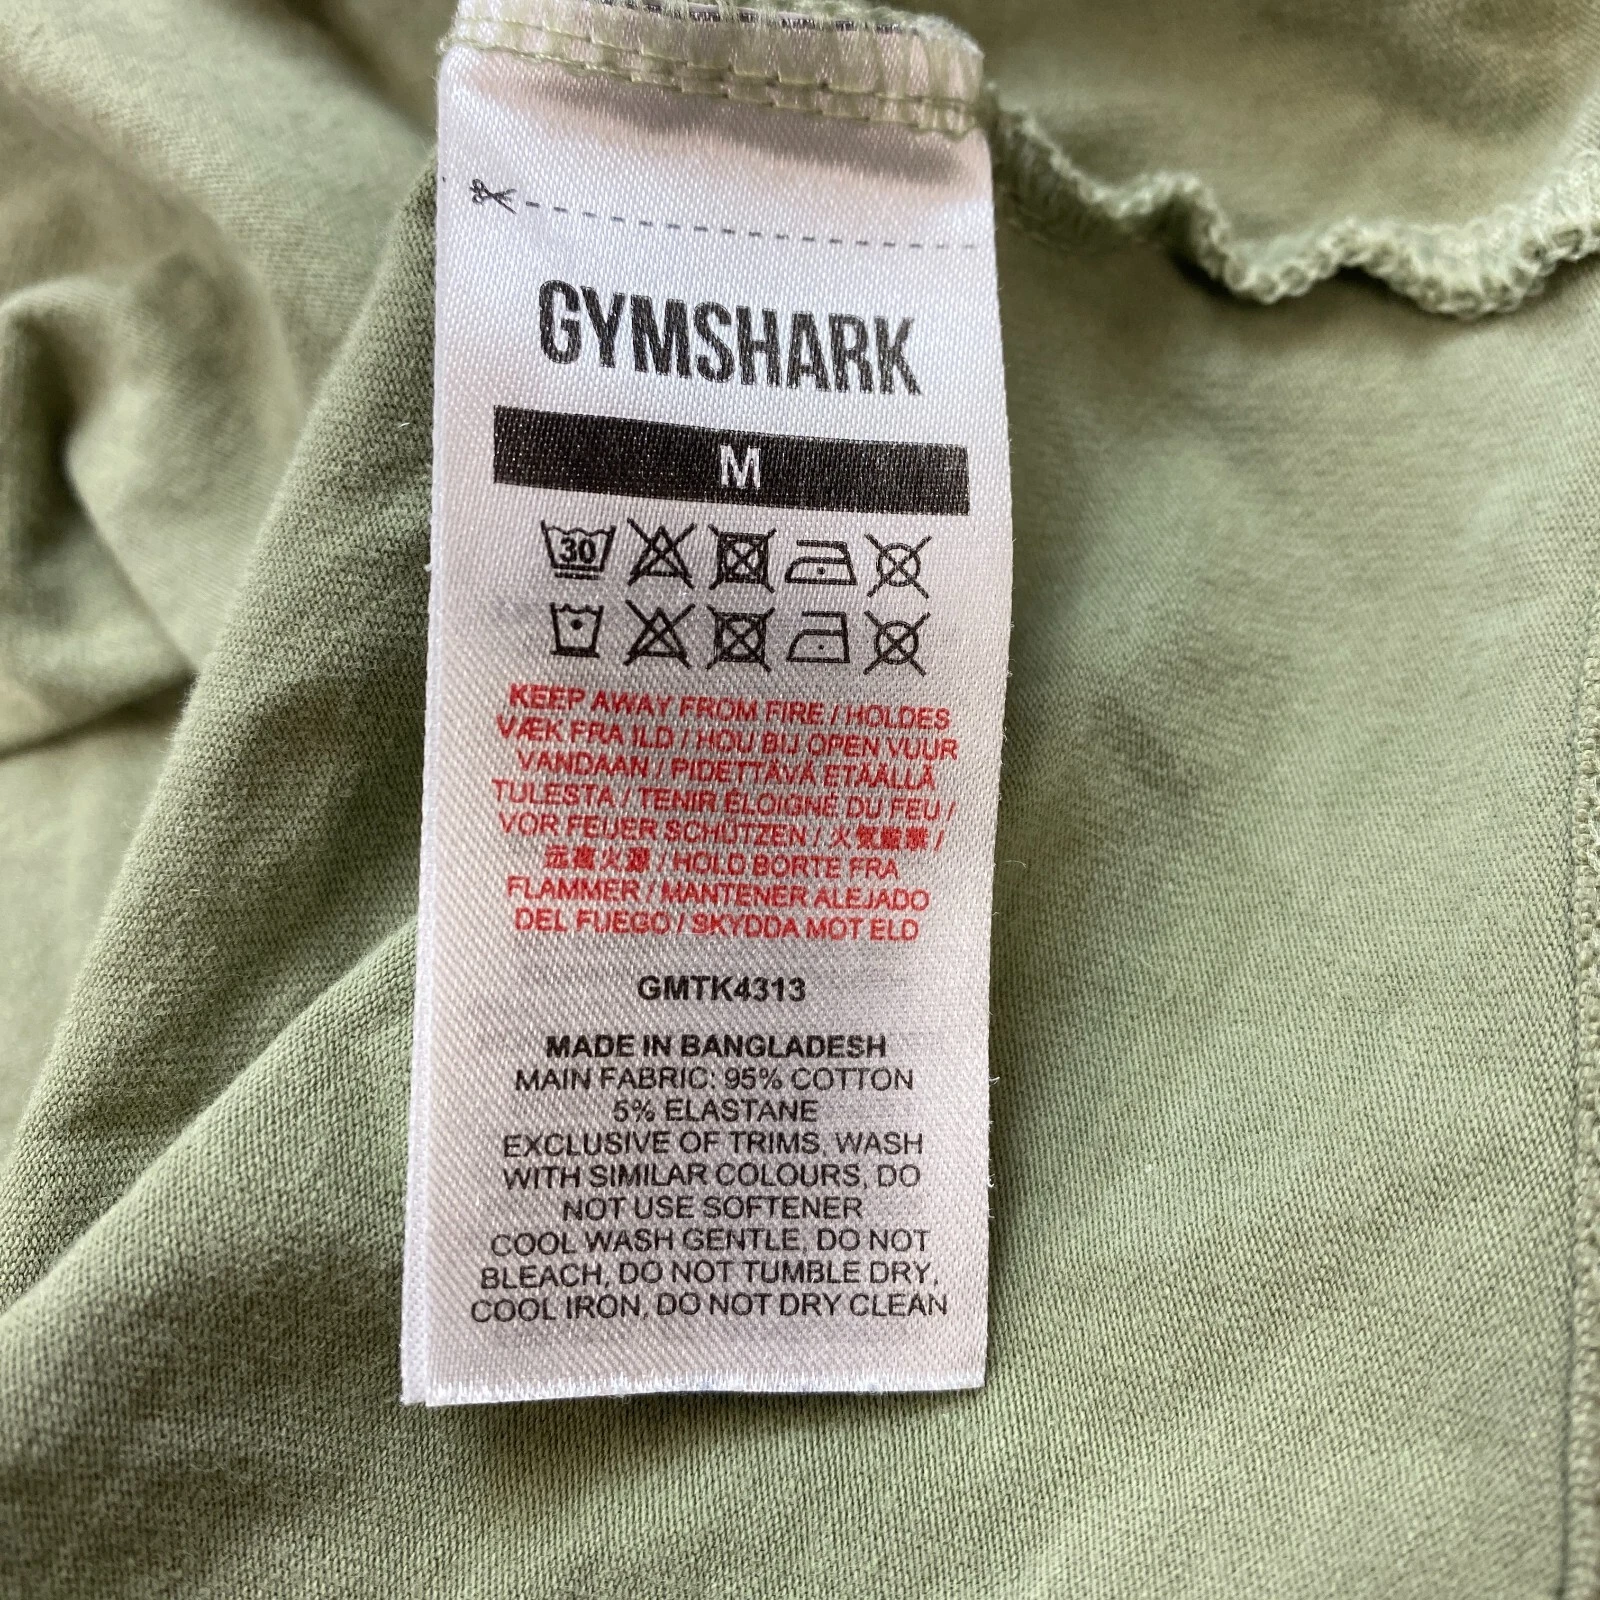 GYMSHARK
M
30
KEEP AWAY FROM FIRE / HOLDES
VÆK FRA ILD / HOU BIJ OPEN VUUR
VANDAAN / PIDETTÄVÄ ETÄÄLLÄ
TULESTA / TENIR ÉLOIGNÉ DU FEU /
VOR FEUER SCHÜTZEN / 火気厳禁 /
远离火源 / HOLD BORTE FRA
FLAMMER / MANTENER ALEJADO
DEL FUEGO / SKYDDA MOT ELD
GMTK4313
MADE IN BANGLADESH
MAIN FABRIC: 95% COTTON
5% ELASTANE
EXCLUSIVE OF TRIMS, WASH
WITH SIMILAR COLOURS, DO
NOT USE SOFTENER
COOL WASH GENTLE, DO NOT
BLEACH, DO NOT TUMBLE DRY,
COOL IRON, DO NOT DRY CLEAN